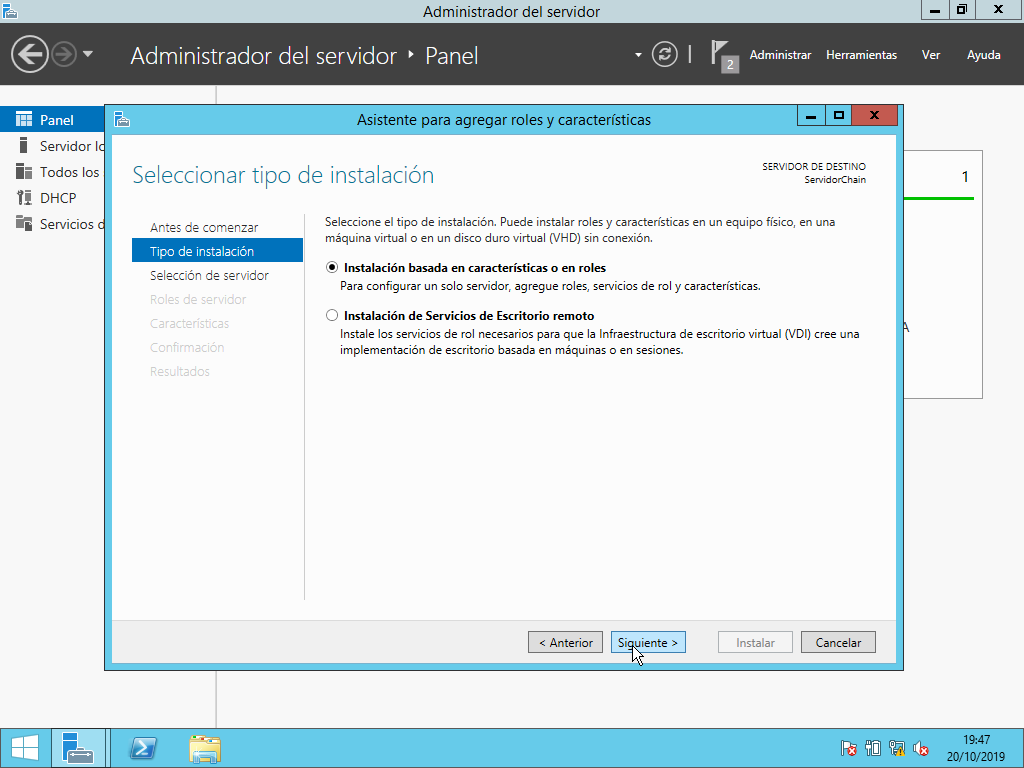 Administrador del servidor
Administrador del servidor ‣ Panel
2
Administrar
Herramientas
Ver
Ayuda
Panel
Servidor lo
Todos los
DHCP
Servicios d
1
A
Asistente para agregar roles y características
Seleccionar tipo de instalación
SERVIDOR DE DESTINO
ServidorChain
Antes de comenzar
Tipo de instalación
Selección de servidor
Roles de servidor
Características
Confirmación
Resultados
Seleccione el tipo de instalación. Puede instalar roles y características en un equipo físico, en una
máquina virtual o en un disco duro virtual (VHD) sin conexión.
Instalación basada en características o en roles
Para configurar un solo servidor, agregue roles, servicios de rol y características.
Instalación de Servicios de Escritorio remoto
Instale los servicios de rol necesarios para que la Infraestructura de escritorio virtual (VDI) cree una
implementación de escritorio basada en máquinas o en sesiones.
< Anterior
Siguiente >
Instalar
Cancelar
19:47
20/10/2019